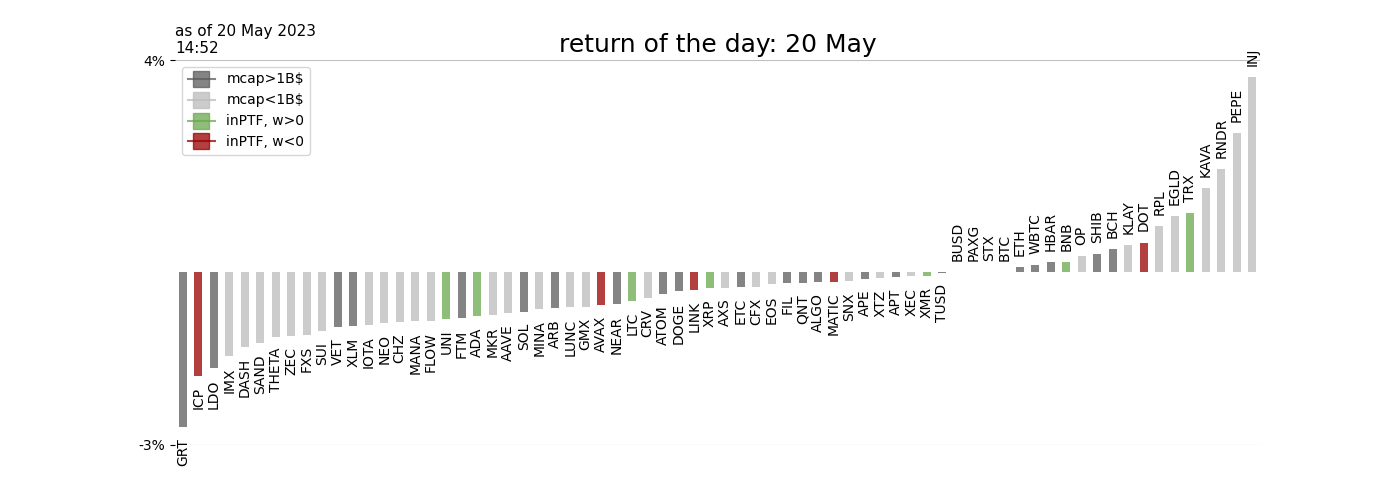 as of 20 May 2023
14:52
return of the day: 20 May
4%
mcap>1B$
mcap<1B$
inPTF, w>0
inPTF, w<0
-3%
GRT
ICP
LDO
IMX
DASH
SAND
THETA
ZEC
FXS
SUI
VET
XLM
IOTA
NEO
CHZ
MANA
FLOW
UNI
FTM
ADA
MKR
AAVE
SOL
MINA
ARB
LUNC
GMX
AVAX
NEAR
LTC
CRV
ATOM
DOGE
LINK
XRP
AXS
ETC
CFX
EOS
FIL
QNT
ALGO
MATIC
SNX
APE
XTZ
APT
XEC
XMR
TUSD
BUSD
PAXG
STX
BTC
ETH
WBTC
HBAR
BNB
OP
SHIB
BCH
KLAY
DOT
RPL
EGLD
TRX
KAVA
RNDR
PEPE
INJ